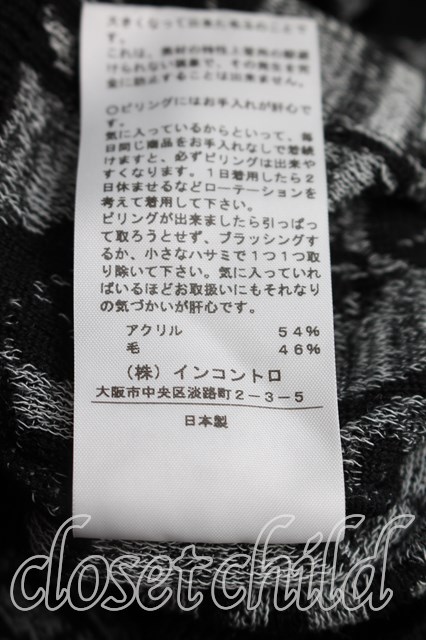 大きくなって出来た毛玉のことで
す。
これは、素材の特性上着用の際避
けられない現象で、その発生を完
全に防止することは出来ません。
○ピリングにはお手入れが肝心で
す。
気に入っているからといって、毎
日同じ商品をお手入れなしで着続
けますと、必ずピリングは出来や
すくなります。1日着用したら2
日休ませるなどローテーションを
考えて着用して下さい。
ピリングが出来ましたら引っぱっ
て取ろうとせず、ブラッシングす
るか、小さなハサミで1つ1つ取
り除いて下さい。気に入っていれ
ばいるほどお取扱いにもそれなり
の気づかいが肝心です。
アクリル 54%
毛 46%
(株)インコントロ
大阪市中央区淡路町2-3-5
日本製
closetchild